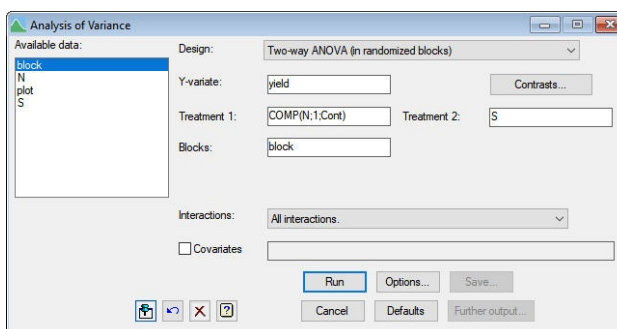 Analysis of Variance
Available data:
block
N
plot
S
Design: Two-way ANOVA (in randomized blocks)
Y-variate: yield Contrasts...
Treatment 1: COMP(N;1;Cont) Treatment 2: S
Blocks: block
Interactions: All interactions.
Covariates
Run Options... Save...
Cancel Defaults Further output...